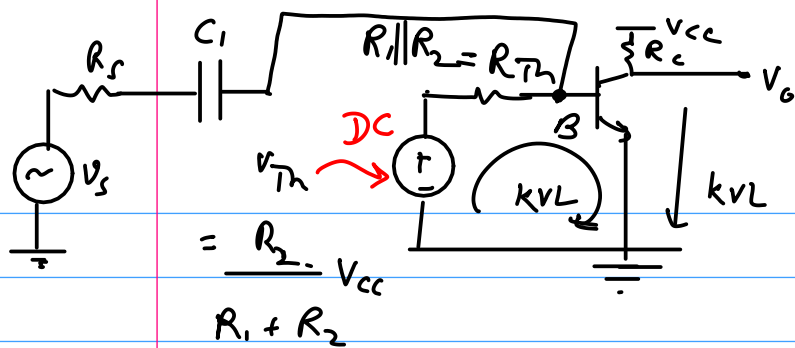 C1
Rs
R1||R2 = RTh
VCC
Rc
Vo
B
DC
VTh
+
-
~
vs
KVL
KVL
= R2 / (R1 + R2) VCC